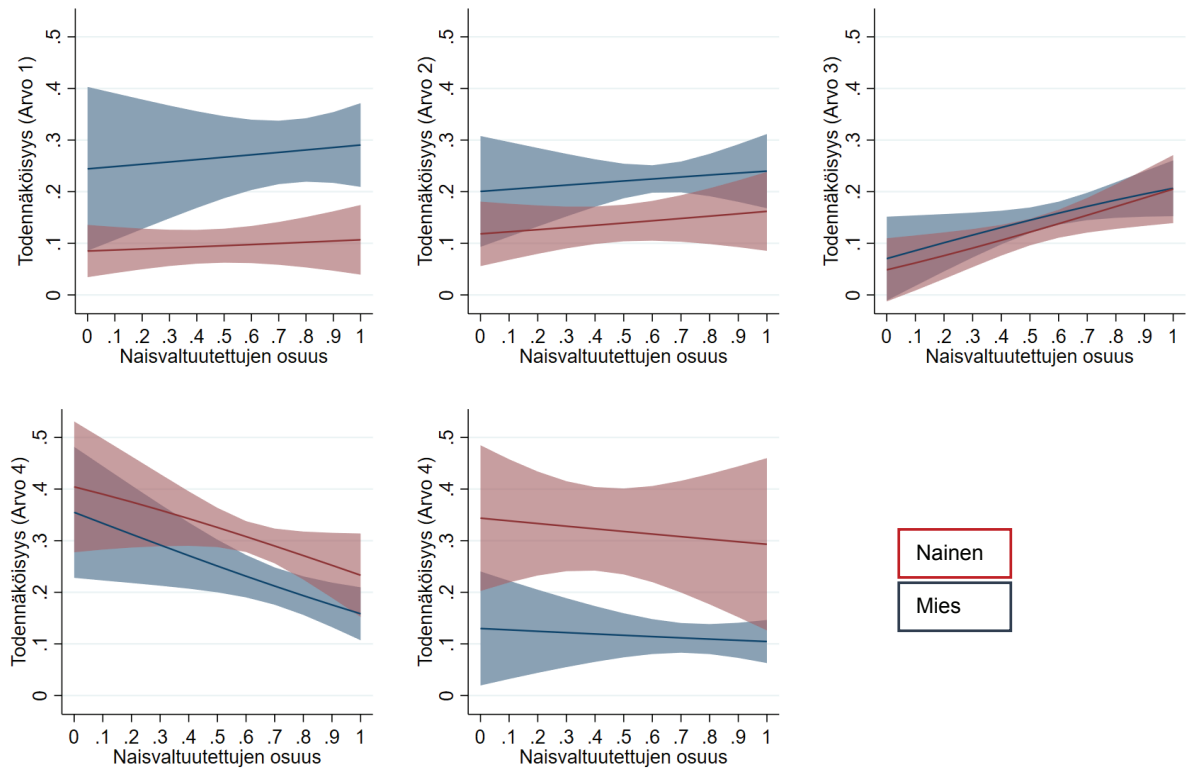 Todennäköisyys (Arvo 1)
.5
.4
.3
.2
.1
0
0 .1 .2 .3 .4 .5 .6 .7 .8 .9 1
Naisvaltuutettujen osuus
Todennäköisyys (Arvo 2)
.5
.4
.3
.2
.1
0
0 .1 .2 .3 .4 .5 .6 .7 .8 .9 1
Naisvaltuutettujen osuus
Todennäköisyys (Arvo 3)
.5
.4
.3
.2
.1
0
0 .1 .2 .3 .4 .5 .6 .7 .8 .9 1
Naisvaltuutettujen osuus
Todennäköisyys (Arvo 4)
.5
.4
.3
.2
.1
0
0 .1 .2 .3 .4 .5 .6 .7 .8 .9 1
Naisvaltuutettujen osuus
Todennäköisyys (Arvo 4)
.5
.4
.3
.2
.1
0
0 .1 .2 .3 .4 .5 .6 .7 .8 .9 1
Naisvaltuutettujen osuus
Nainen
Mies